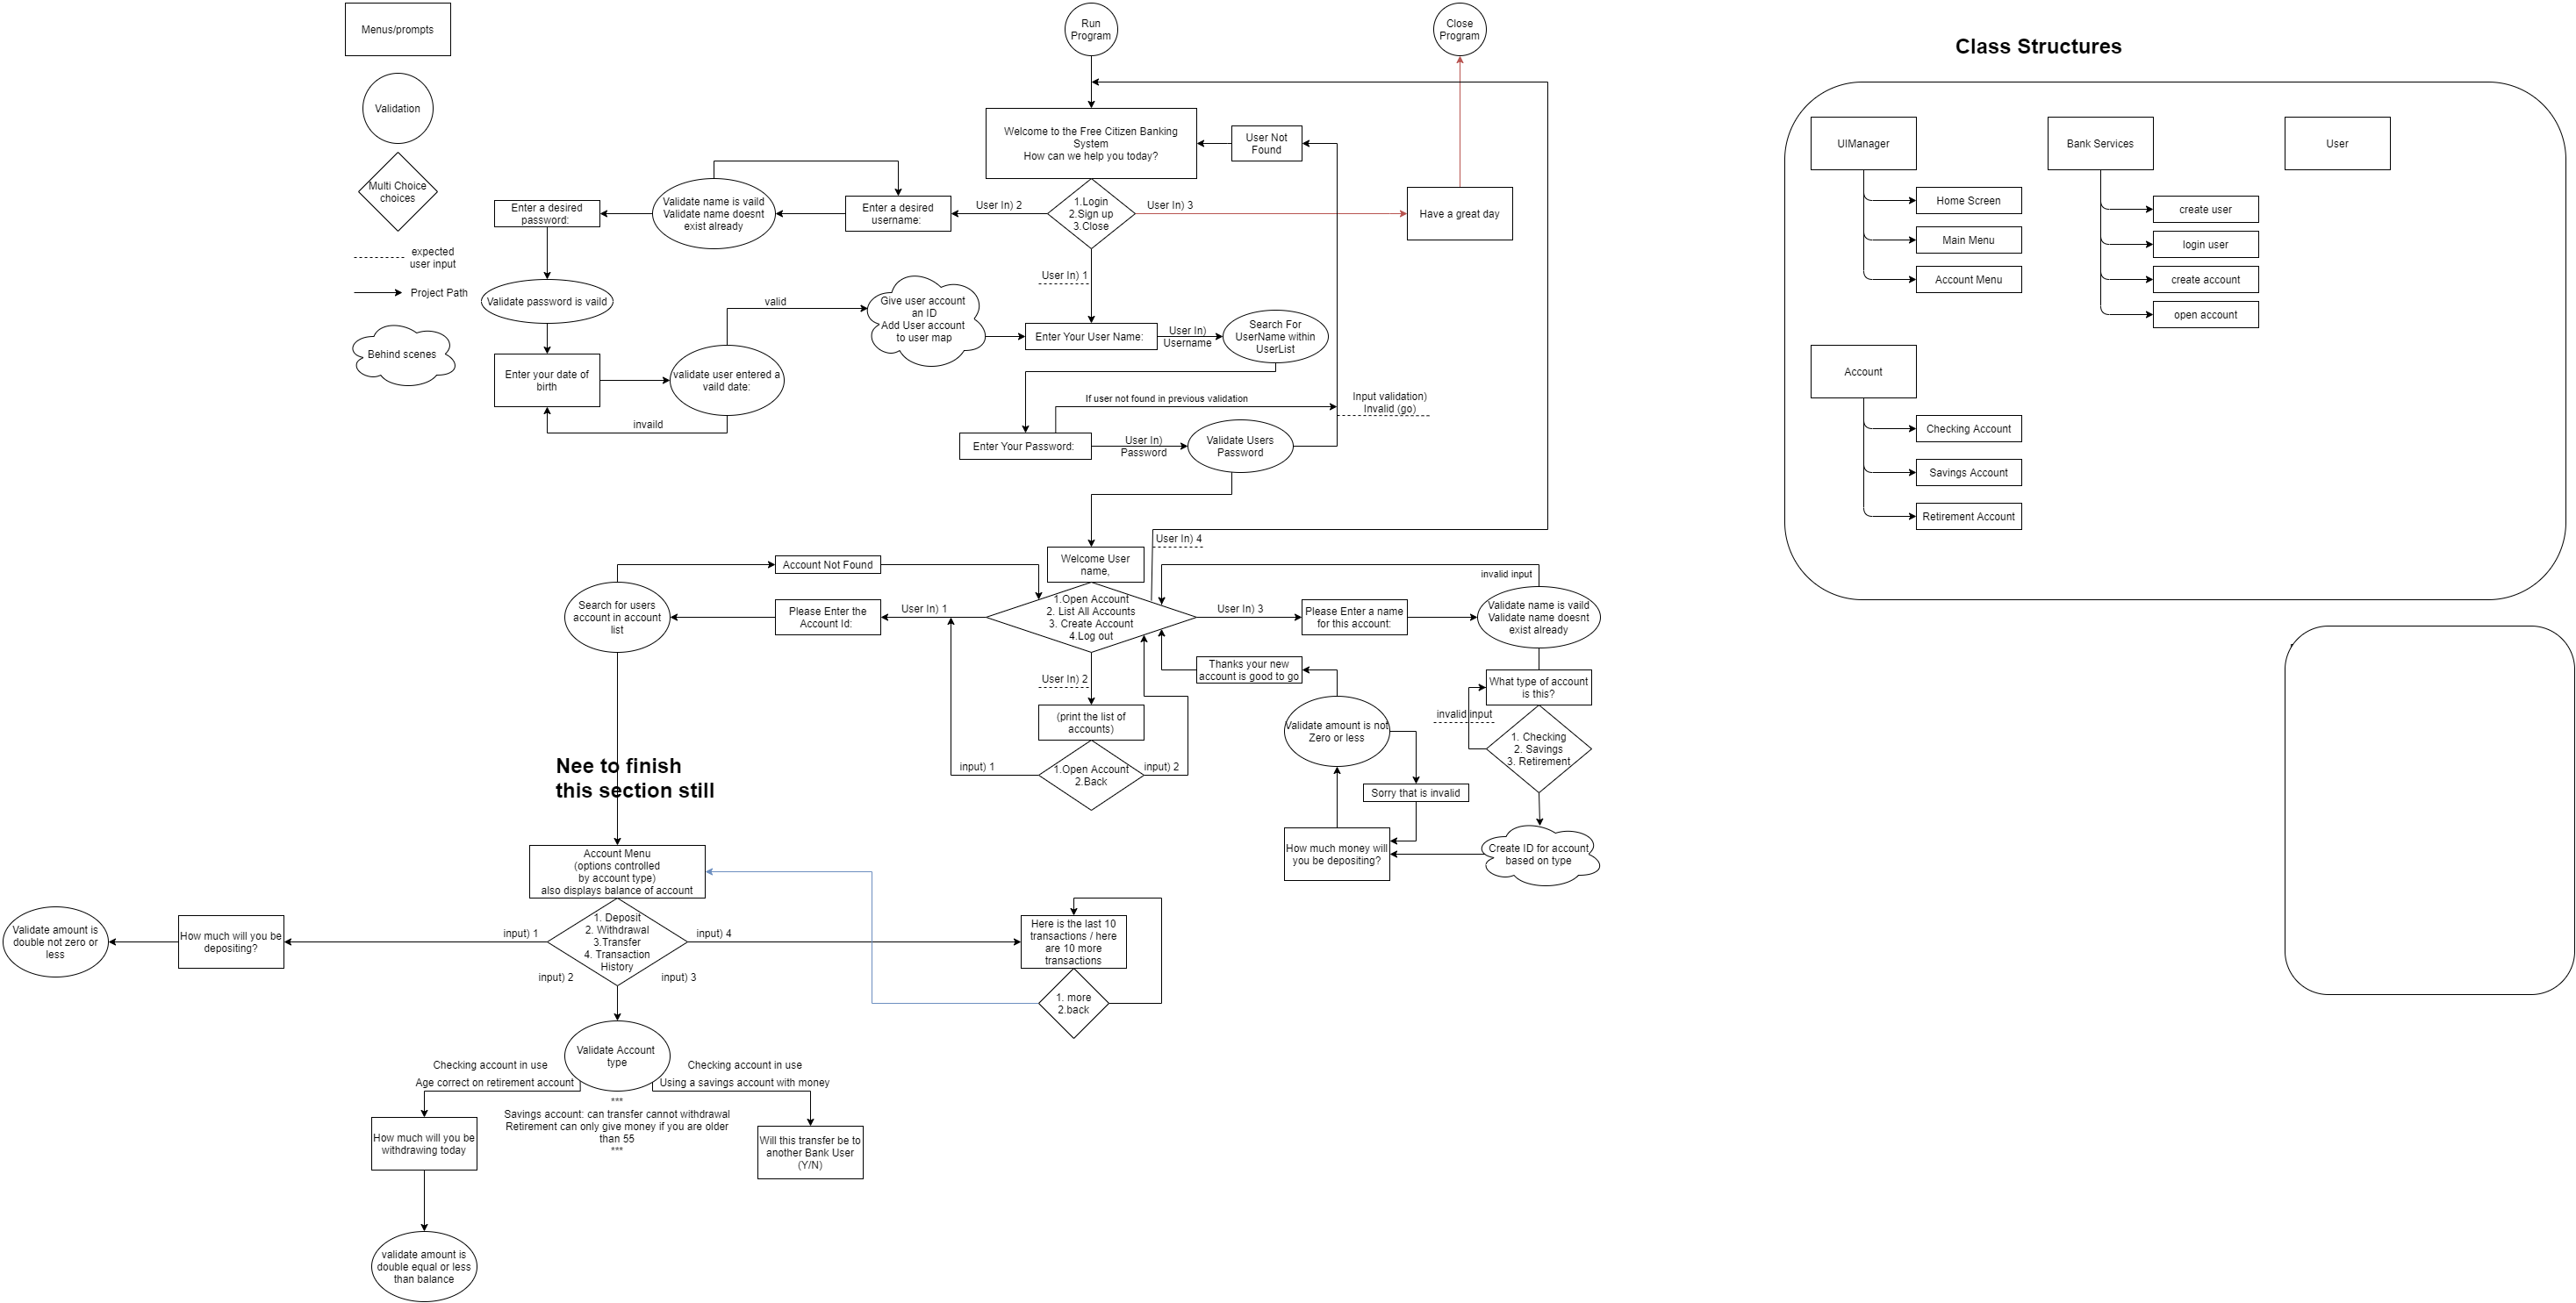 Menus/prompts
Validation
Multi Choice
choices
expected
user input
Project Path
Behind scenes
Run
Program
Close
Program
Welcome to the Free Citizen Banking
System
How can we help you today?
User Not
Found
1.Login
2.Sign up
3.Close
User In) 2
User In) 3
Have a great day
Enter a desired
username:
Validate name is vaild
Validate name doesnt
exist already
Enter a desired
password:
Validate password is vaild
Enter your date of
birth
validate user entered a
vaild date:
valid
invaild
Give user account
an ID
Add User account
to user map
User In) 1
Enter Your User Name:
User In)
Username
Search For
UserName within
UserList
If user not found in previous validation
Input validation)
Invalid (go)
Enter Your Password:
User In)
Password
Validate Users
Password
Welcome User
name,
User In) 4
1.Open Account
2. List All Accounts
3. Create Account
4.Log out
User In) 1
Please Enter the
Account Id:
Account Not Found
Search for users
account in account
list
User In) 3
Please Enter a name
for this account:
invalid input
Validate name is vaild
Validate name doesnt
exist already
What type of account
is this?
invalid input
1. Checking
2. Savings
3. Retirement
Create ID for account
based on type
How much money will
you be depositing?
Sorry that is invalid
Validate amount is not
Zero or less
Thanks your new
account is good to go
User In) 2
(print the list of
accounts)
1.Open Account
2.Back
input) 1
input) 2
Nee to finish
this section still
Account Menu
(options controlled
by account type)
also displays balance of account
1. Deposit
2. Withdrawal
3.Transfer
4. Transaction
History
input) 1
input) 4
input) 2
input) 3
How much will you be
depositing?
Validate amount is
double not zero or
less
Here is the last 10
transactions / here
are 10 more
transactions
1. more
2.back
Validate Account
type
Checking account in use
Age correct on retirement account
Checking account in use
Using a savings account with money
***
Savings account: can transfer cannot withdrawal
Retirement can only give money if you are older
than 55
***
How much will you be
withdrawing today
Will this transfer be to
another Bank User
(Y/N)
validate amount is
double equal or less
than balance
Class Structures
UIManager
Home Screen
Main Menu
Account Menu
Bank Services
create user
login user
create account
open account
User
Account
Checking Account
Savings Account
Retirement Account